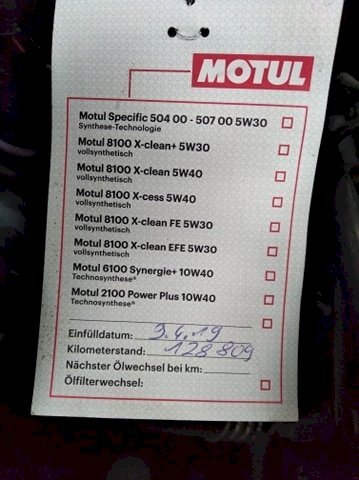 MOTUL
Motul Specific 504 00 - 507 00 5W30
Synthese-Technologie
Motul 8100 X-clean+ 5W30
vollsynthetisch
Motul 8100 X-clean 5W40
vollsynthetisch
Motul 8100 X-cess 5W40
vollsynthetisch
Motul 8100 X-clean FE 5W30
vollsynthetisch
Motul 8100 X-clean EFE 5W30
vollsynthetisch
Motul 6100 Synergie+ 10W40
Technosynthese®
Motul 2100 Power Plus 10W40
Technosynthese®
Einfülldatum: 9.4.19
Kilometerstand: 128 809
Nächster Ölwechsel bei km:
Ölfilterwechsel: